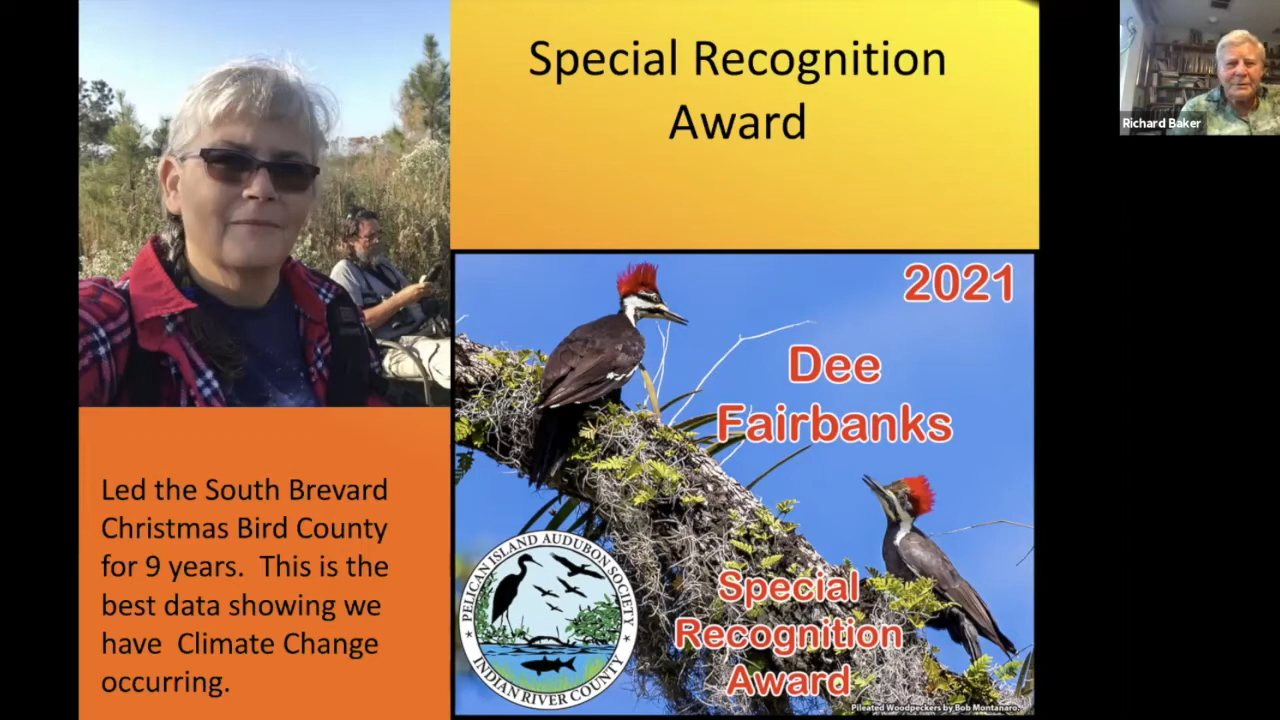 Special Recognition
Award
Richard Baker
2021
Dee
Fairbanks
Led the South Brevard
Christmas Bird County
for 9 years.  This is the
best data showing we
have  Climate Change
occurring.
PELICAN ISLAND AUDUBON SOCIETY
INDIAN RIVER COUNTY
Special
Recognition
Award
Pileated Woodpeckers by Bob Montanaro.